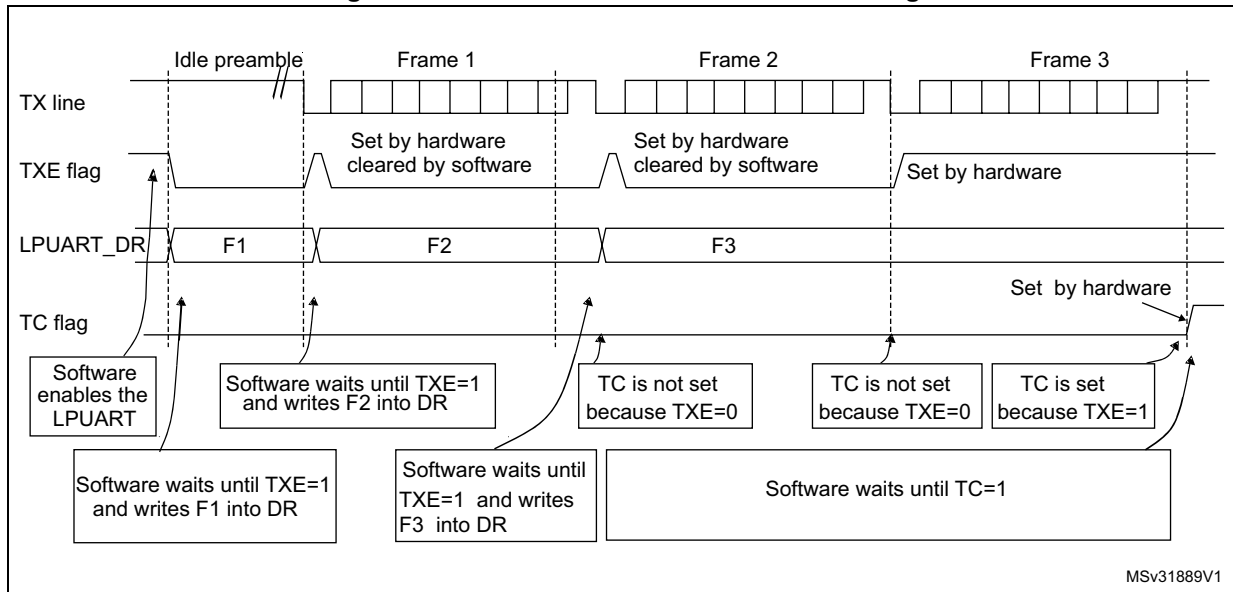 Idle preamble
Frame 1
Frame 2
Frame 3
TX line
Set by hardware
cleared by software
Set by hardware
cleared by software
TXE flag
Set by hardware
LPUART_DR
F1
F2
F3
Set by hardware
TC flag
Software
enables the
LPUART
Software waits until TXE=1
and writes F2 into DR
TC is not set
because TXE=0
TC is not set
because TXE=0
TC is set
because TXE=1
Software waits until TXE=1
and writes F1 into DR
Software waits until
TXE=1 and writes
F3 into DR
Software waits until TC=1
MSv31889V1